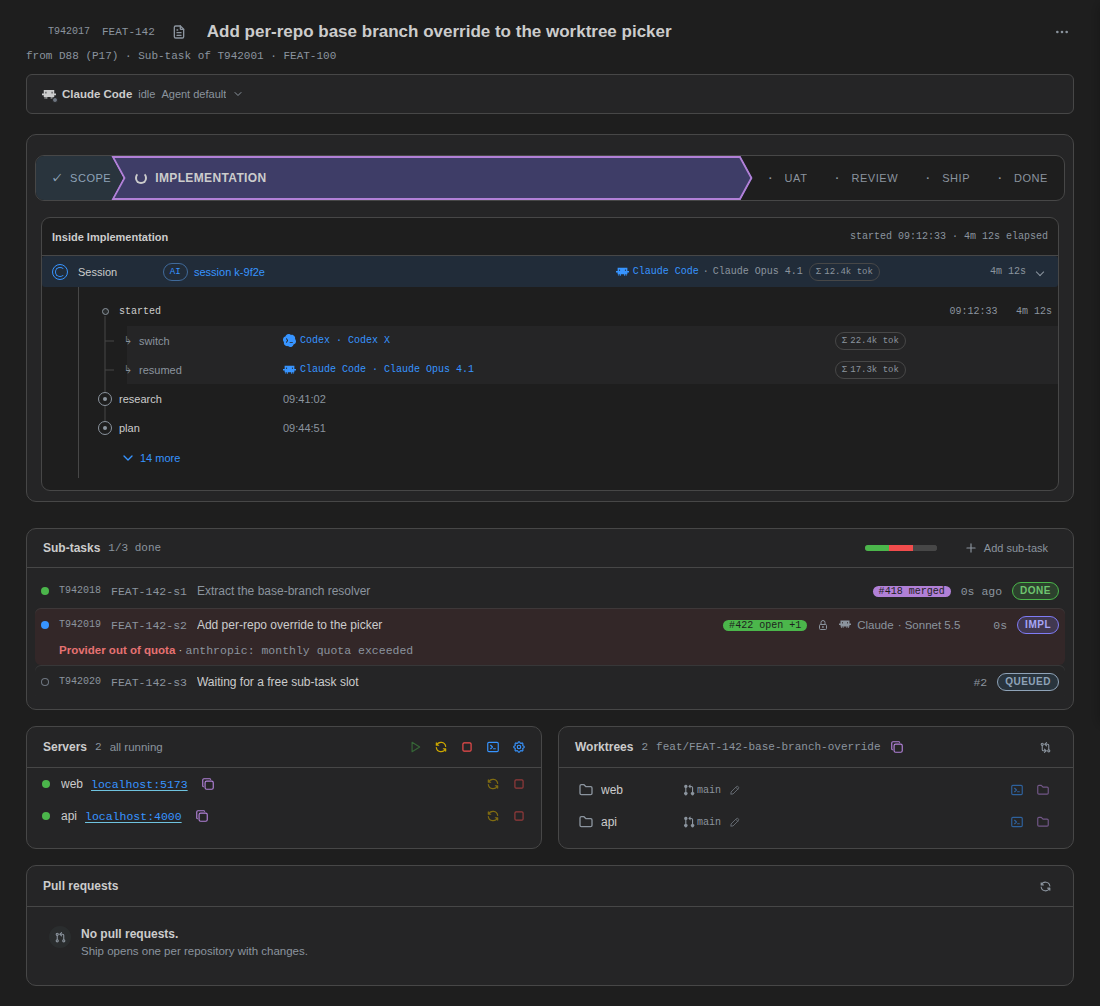 T942017 FEAT-142 Add per-repo base branch override to the worktree picker
from D88 (P17) · Sub-task of T942001 · FEAT-100
Claude Code idle Agent default
SCOPE IMPLEMENTATION · UAT · REVIEW · SHIP · DONE
Inside Implementation started 09:12:33 · 4m 12s elapsed
Session AI session k-9f2e Claude Code · Claude Opus 4.1 Σ 12.4k tok 4m 12s
started 09:12:33 4m 12s
↳ switch Codex · Codex X Σ 22.4k tok
↳ resumed Claude Code · Claude Opus 4.1 Σ 17.3k tok
research 09:41:02
plan 09:44:51
14 more
Sub-tasks 1/3 done Add sub-task
T942018 FEAT-142-s1 Extract the base-branch resolver #418 merged 0s ago DONE
T942019 FEAT-142-s2 Add per-repo override to the picker #422 open +1 Claude · Sonnet 5.5 0s IMPL
Provider out of quota · anthropic: monthly quota exceeded
T942020 FEAT-142-s3 Waiting for a free sub-task slot #2 QUEUED
Servers 2 all running
web localhost:5173
api localhost:4000
Worktrees 2 feat/FEAT-142-base-branch-override
web main
api main
Pull requests
No pull requests.
Ship opens one per repository with changes.